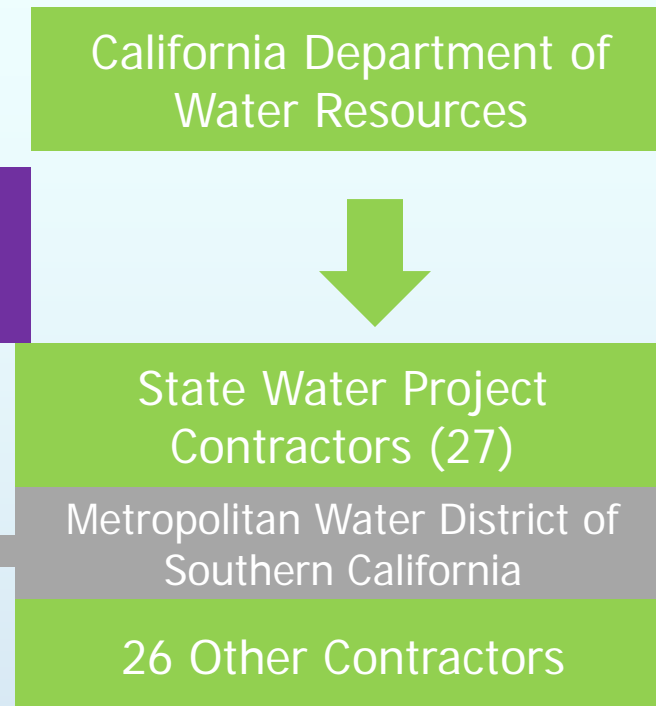 California Department of
Water Resources
State Water Project
Contractors (27)
Metropolitan Water District of
Southern California
26 Other Contractors